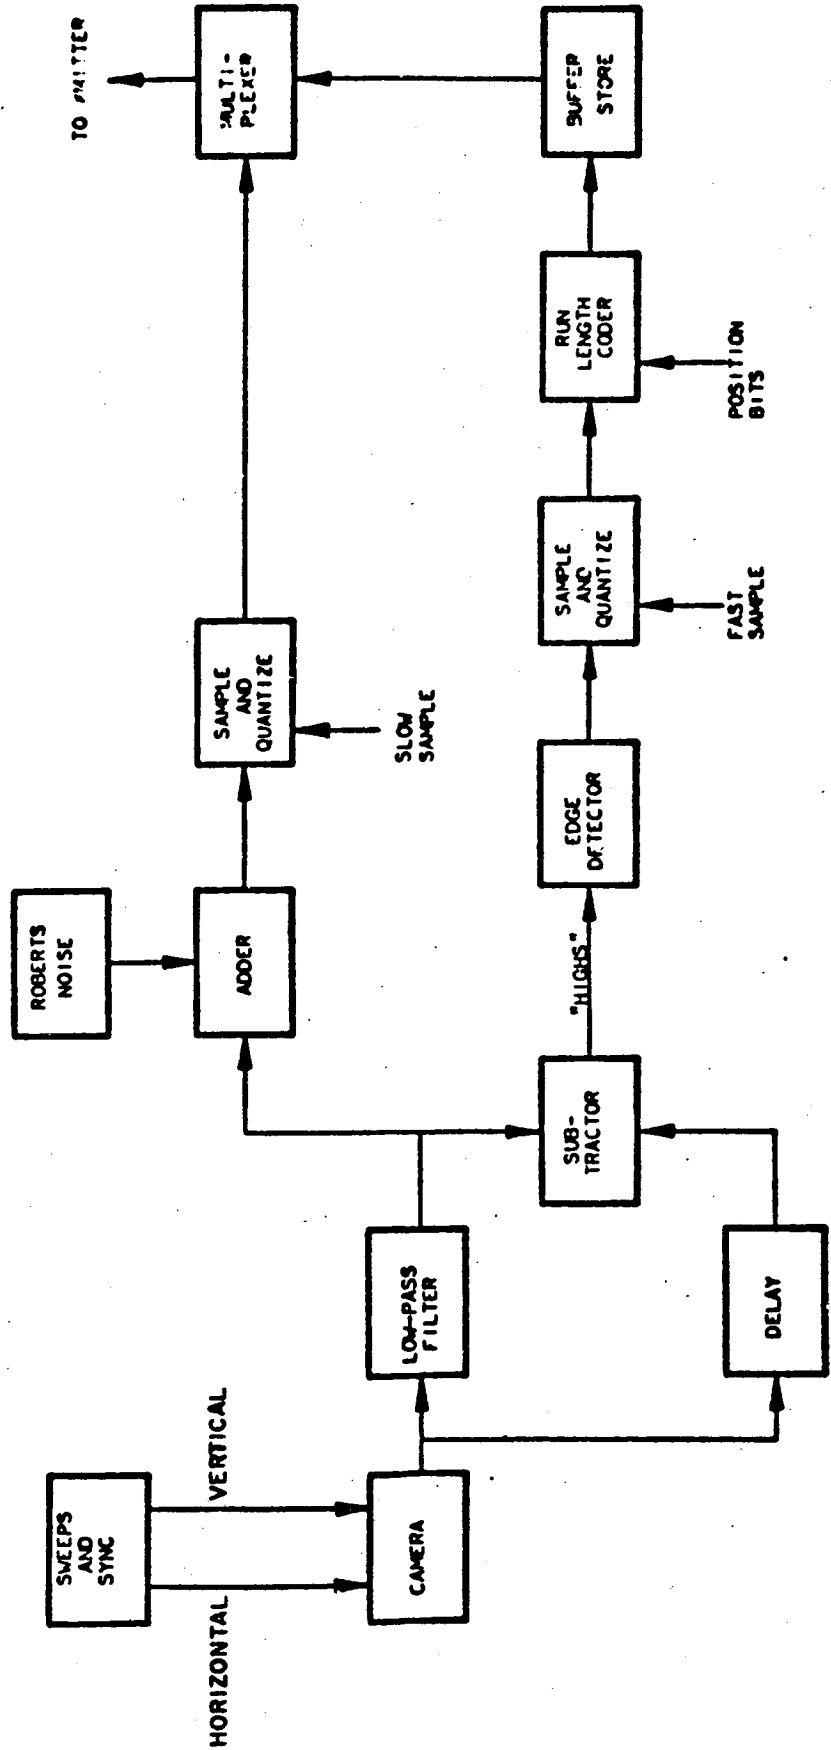 SWEEPS
AND
SYNC
HORIZONTAL
VERTICAL
CAMERA
LOW-PASS
FILTER
DELAY
SUB-
TRACTOR
"HIGHS"
ROBERTS
NOISE
ADDER
EDGE
DETECTOR
SAMPLE
AND
QUANTIZE
SLOW
SAMPLE
SAMPLE
AND
QUANTIZE
FAST
SAMPLE
RUN
LENGTH
CODER
POSITION
BITS
BUFFER
STORE
MULTI-
PLEXER
TO